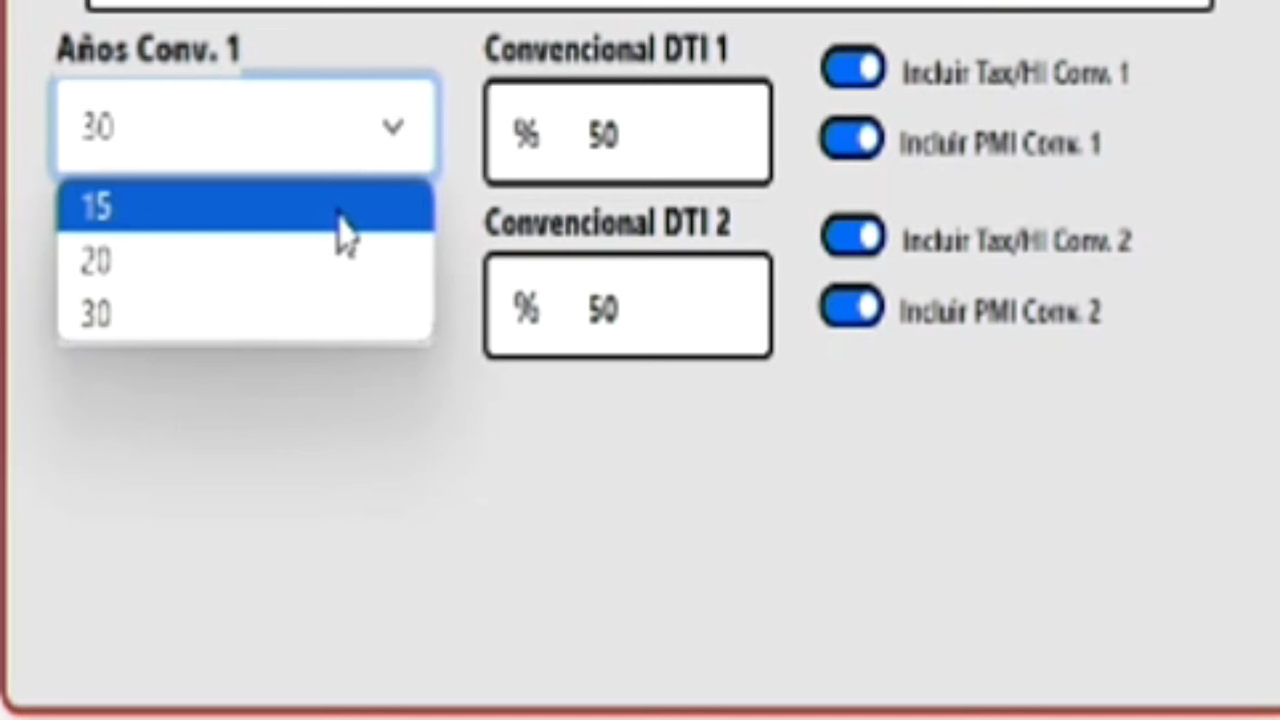 Años Conv. 1
30
15
20
30
Convencional DTI 1
% 50
Convencional DTI 2
% 50
Incluir Tax/HI Conv. 1
Incluir PMI Conv. 1
Incluir Tax/HI Conv. 2
Incluir PMI Conv. 2